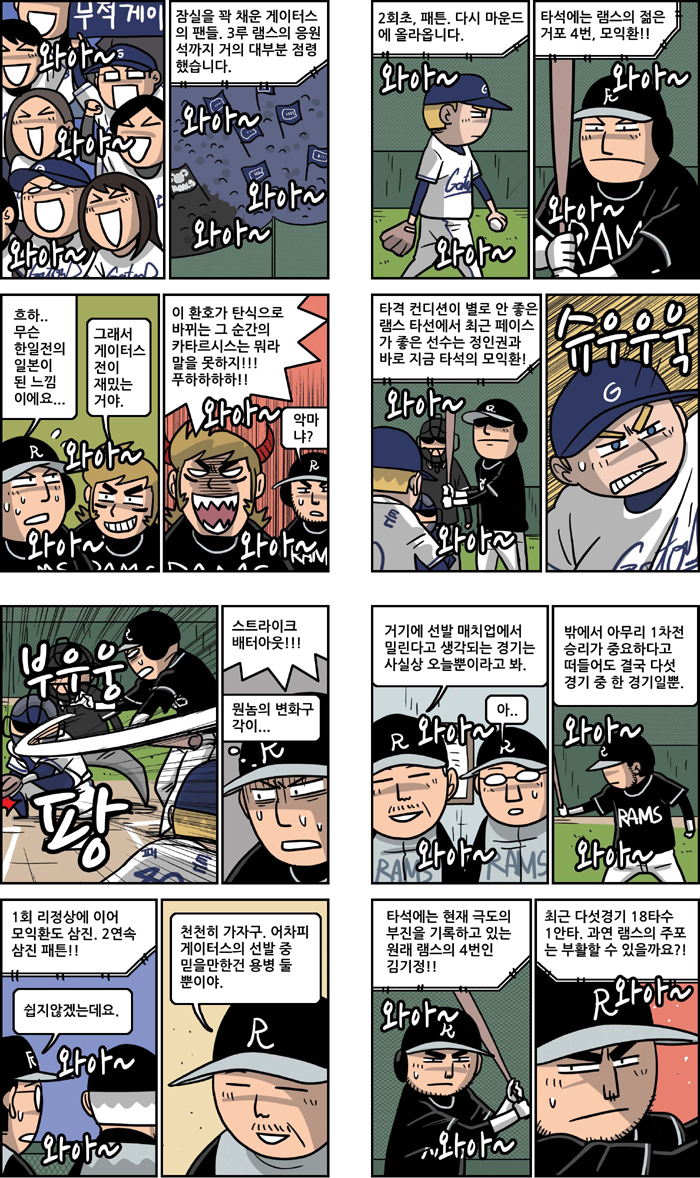 무적게이
와아~
와아~
와아~
잠실을 꽉 채운 게이터스
의 팬들. 3루 램스의 응원
석까지 거의 대부분 점령
했습니다.
와아~
와아~
와아~
흐하..
무슨
한일전의
일본이
된 느낌
이에요...
그래서
게이터스
전이
재밌는
거야.
와아~
와아~
R
RAMS
이 환호가 탄식으로
바뀌는 그 순간의
카타르시스는 뭐라
말을 못하지!!!
푸하하하하!!
악마
냐?
와아~
와아~
R
RAMS
부우웅
팡
R
패튼
스트라이크
배터아웃!!!
뭔놈의 변화구
각이...
R
1회 리정상에 이어
모익환도 삼진. 2연속
삼진 패튼!!
쉽지않겠는데요.
와아~
와아~
R
천천히 가자구. 어차피
게이터스의 선발 중
믿을만한건 용병 둘
뿐이야.
R
2회초, 패튼. 다시 마운드
에 올라옵니다.
와아~
와아~
G
Gators
타석에는 램스의 젊은
거포 4번, 모익환!!
와아~
와아~
R
RAMS
타격 컨디션이 별로 안 좋은
램스 타선에서 최근 페이스
가 좋은 선수는 정인권과
바로 지금 타석의 모익환!
와아~
와아~
R
슈우우욱
G
Gators
거기에 선발 매치업에서
밀린다고 생각되는 경기는
사실상 오늘뿐이라고 봐.
아..
와아~
와아~
R
R
RAMS
RAMS
밖에서 아무리 1차전
승리가 중요하다고
떠들어도 결국 다섯
경기 중 한 경기일뿐.
와아~
와아~
R
RAMS
타석에는 현재 극도의
부진을 기록하고 있는
원래 램스의 4번인
김기정!!
와아~
와아~
R
최근 다섯경기 18타수
1안타. 과연 램스의 주포
는 부활할 수 있을까요?!
와아~
와아~
R